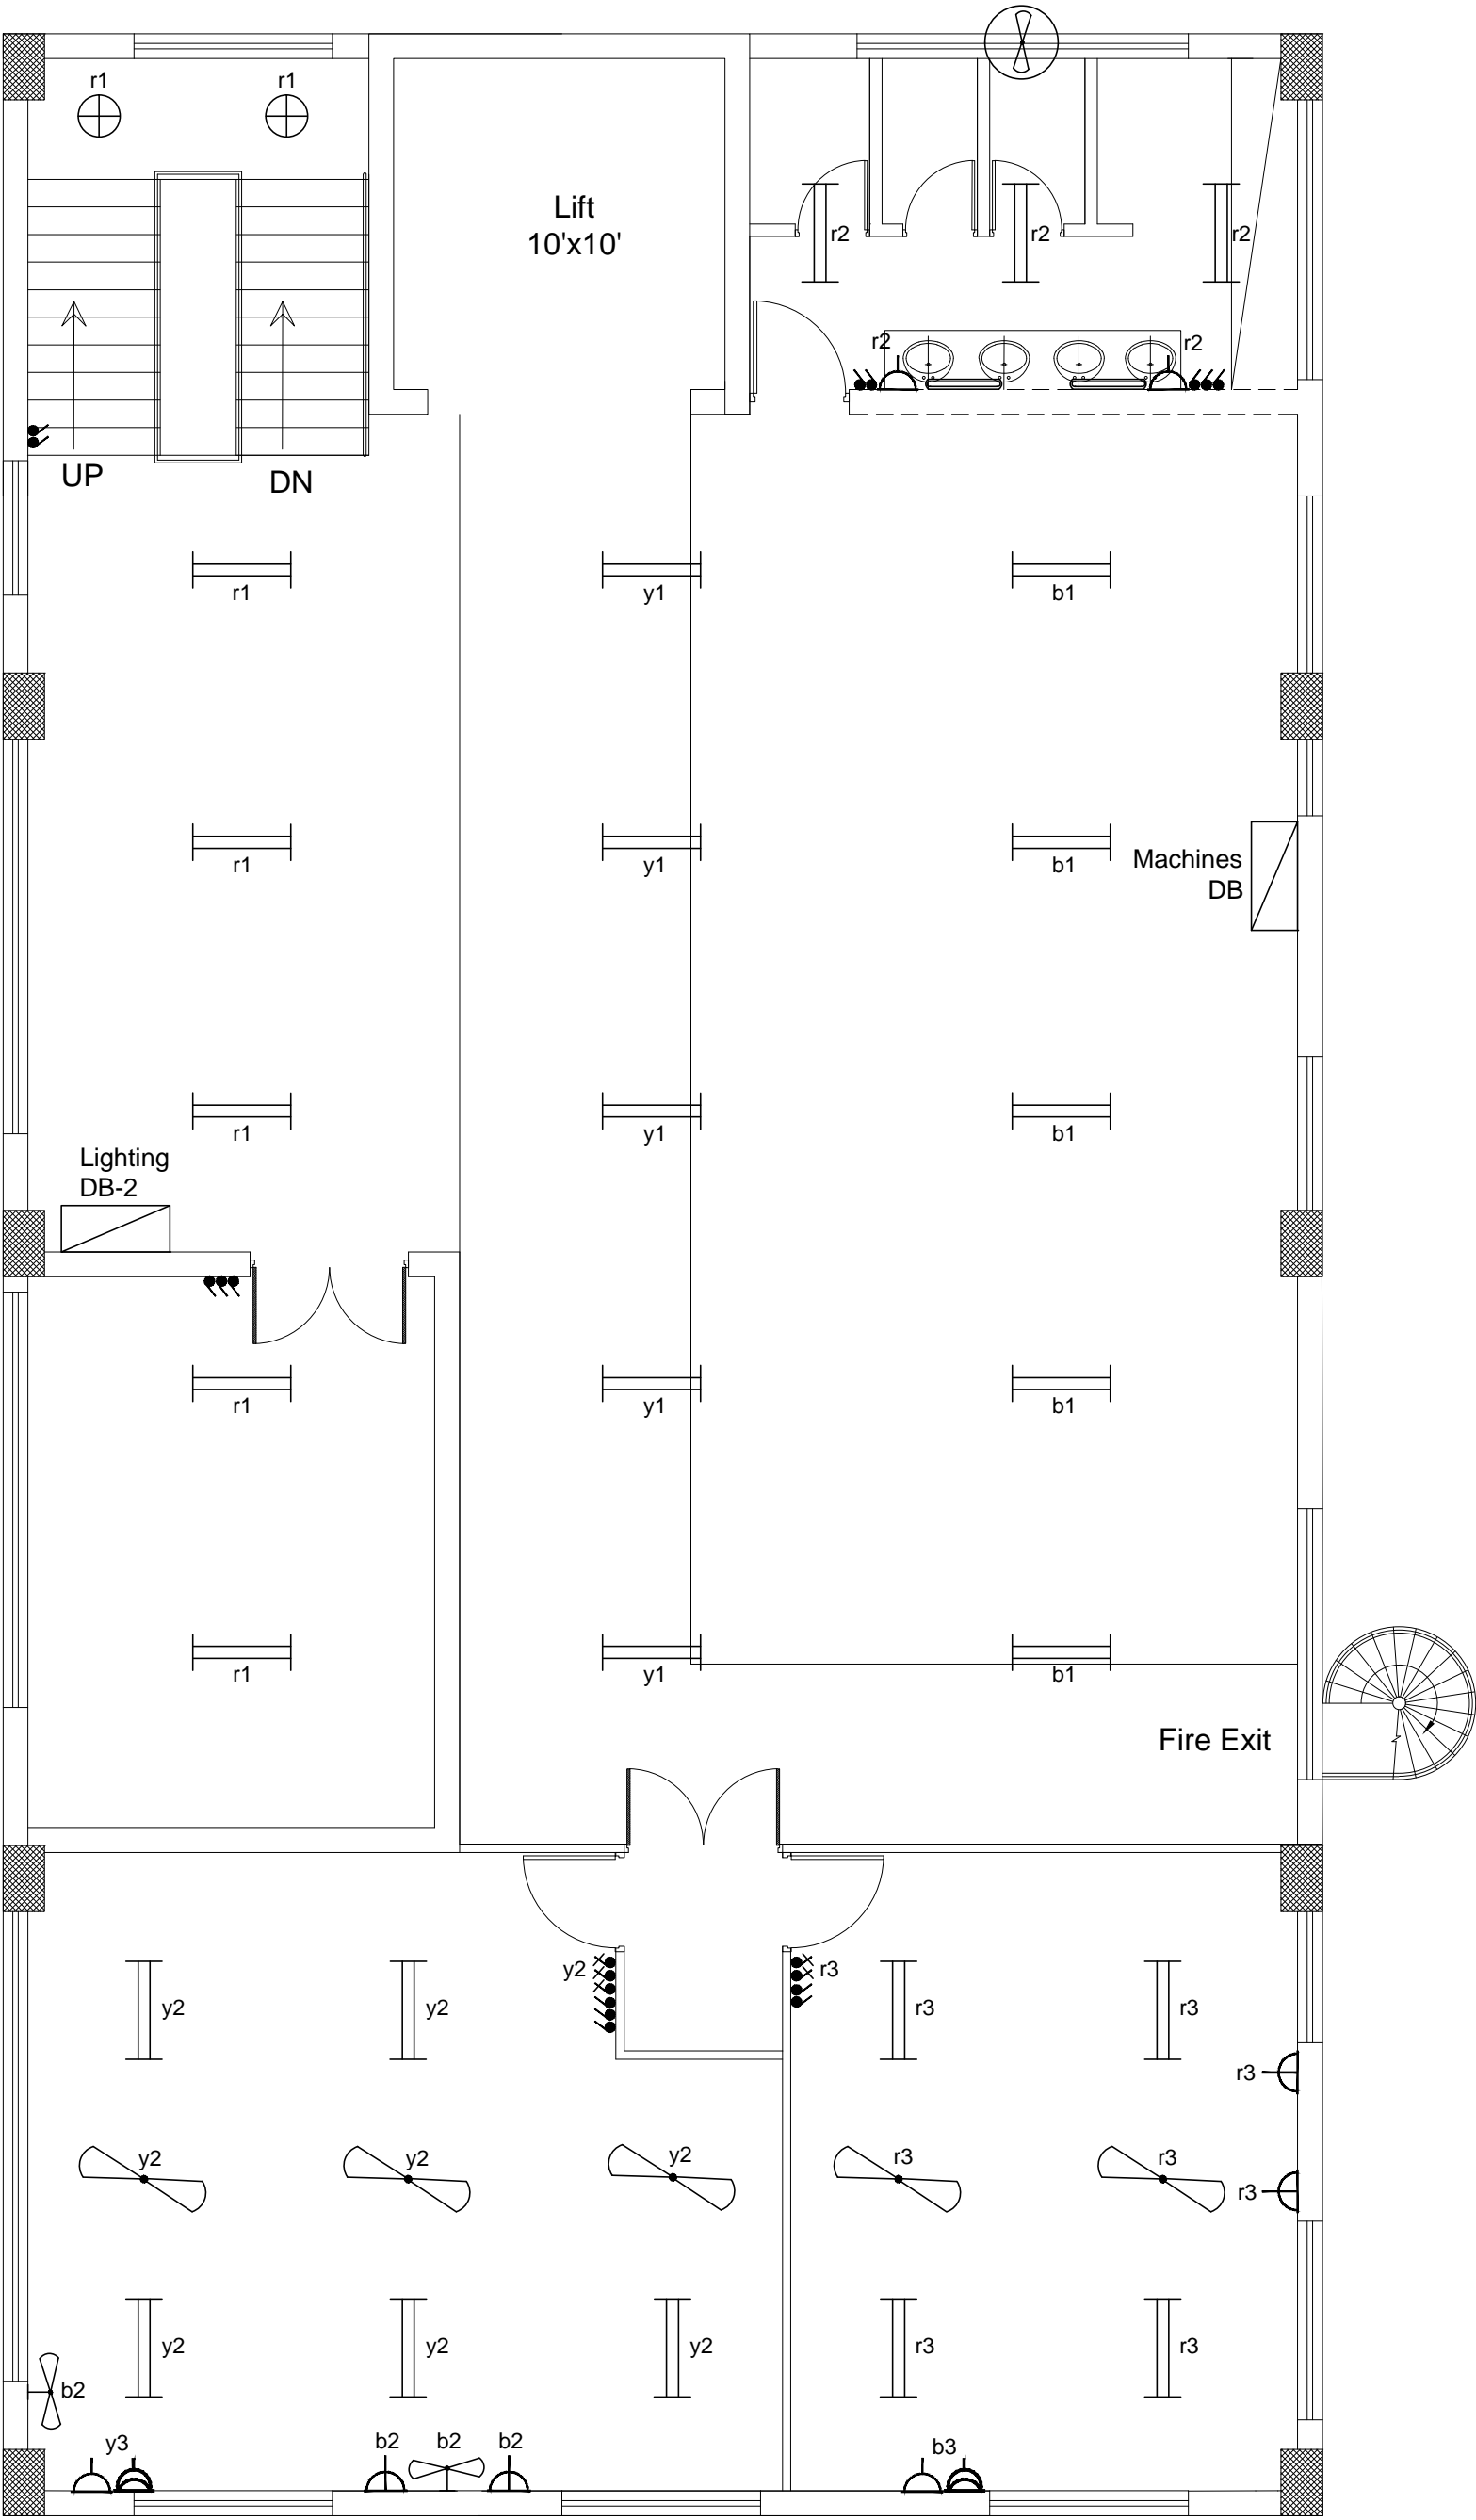 r1 r1
Lift
10'x10'
r2 r2 r2
r2 r2
UP DN
r1 y1 b1
r1 y1 b1
Machines
DB
r1 y1 b1
Lighting
DB-2
r1 y1 b1
r1 y1 b1
Fire Exit
y2 r3
y2 y2 r3 r3
r3
y2 y2 y2 r3 r3
r3
y2 y2 y2 r3 r3
b2
y3 b2 b2 b2 b3